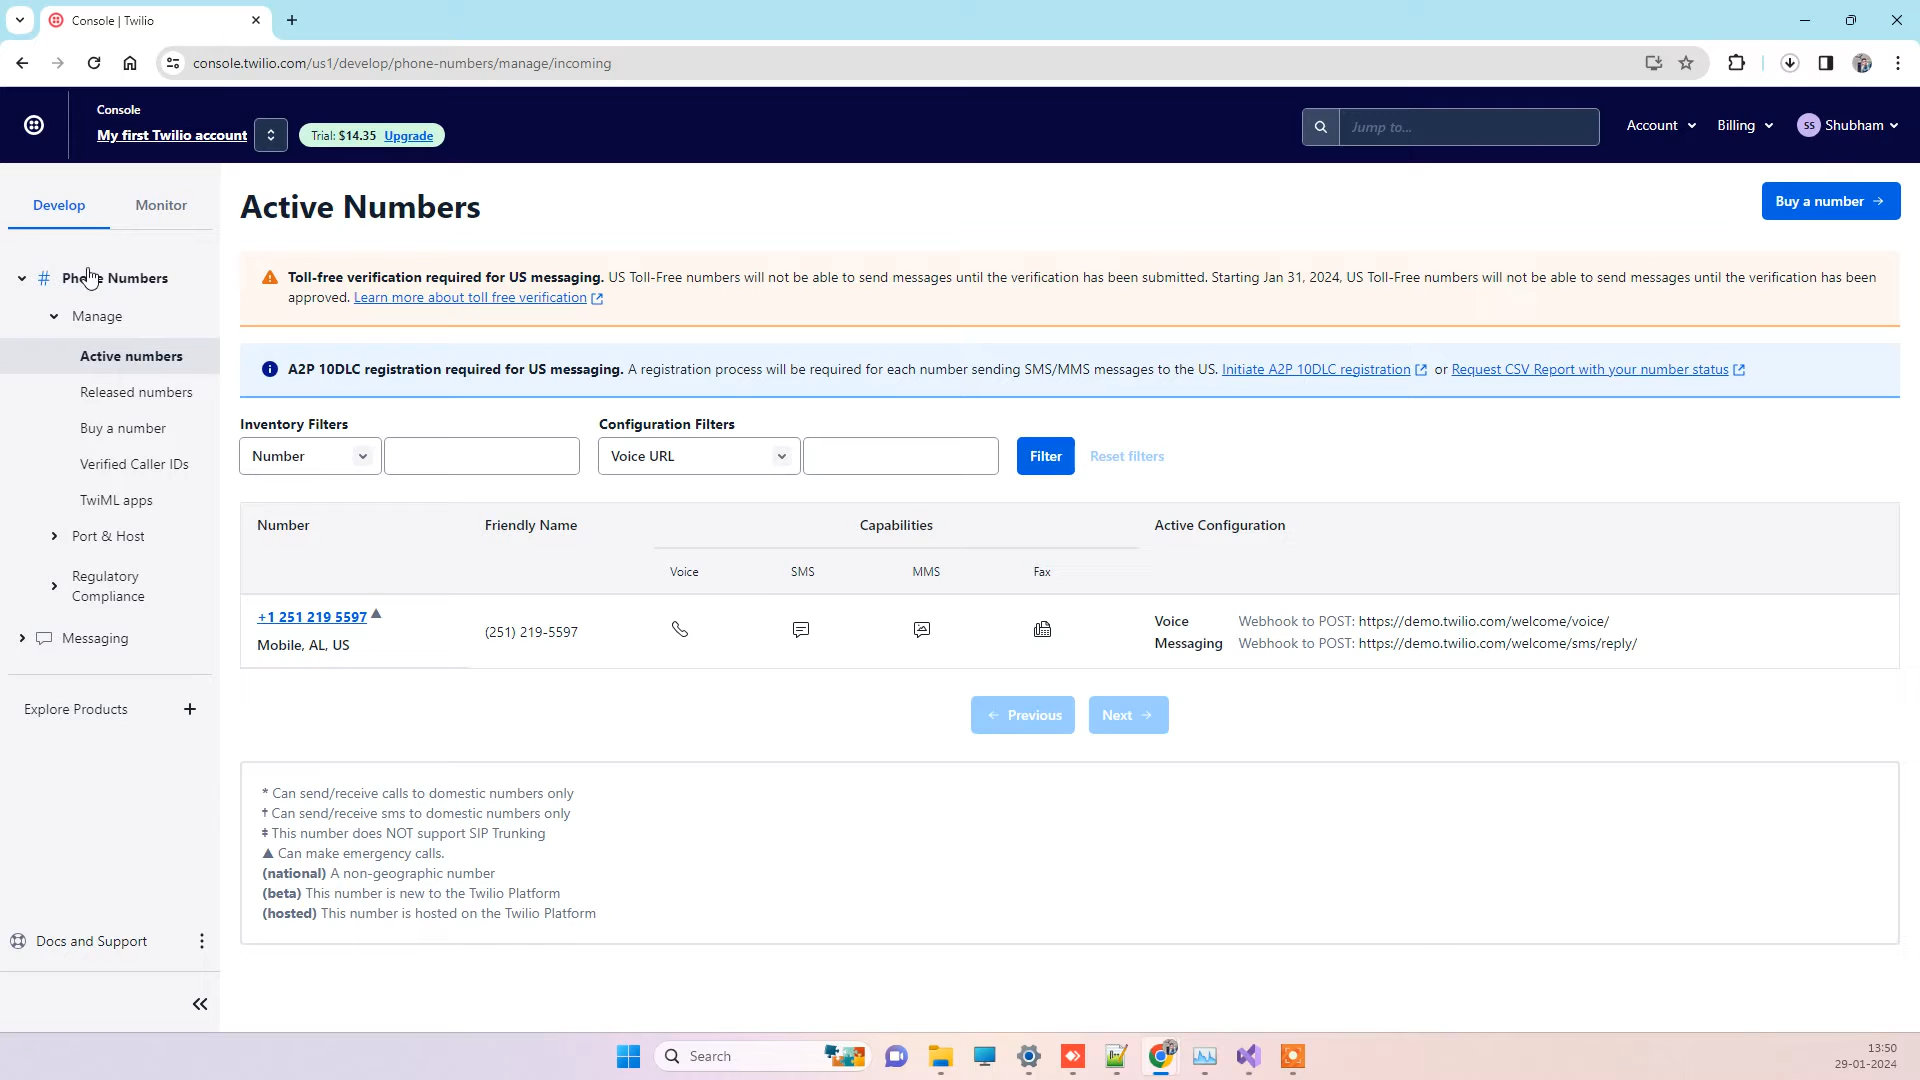 Console | Twilio
console.twilio.com/us1/develop/phone-numbers/manage/incoming
Console
My first Twilio account
Trial: $14.35 Upgrade
Jump to...
Account
Billing
SS
Shubham
Develop
Monitor
Phone Numbers
Manage
Active numbers
Released numbers
Buy a number
Verified Caller IDs
TwiML apps
Port & Host
Regulatory
Compliance
Messaging
Explore Products
Docs and Support
Active Numbers
Buy a number
Toll-free verification required for US messaging. US Toll-Free numbers will not be able to send messages until the verification has been submitted. Starting Jan 31, 2024, US Toll-Free numbers will not be able to send messages until the verification has been
approved. Learn more about toll free verification
A2P 10DLC registration required for US messaging. A registration process will be required for each number sending SMS/MMS messages to the US. Initiate A2P 10DLC registration or Request CSV Report with your number status
Inventory Filters
Configuration Filters
Number
Voice URL
Filter
Reset filters
Number
Friendly Name
Capabilities
Active Configuration
Voice
SMS
MMS
Fax
+1 251 219 5597 ▲
Mobile, AL, US
(251) 219-5597
Voice Webhook to POST: https://demo.twilio.com/welcome/voice/
Messaging Webhook to POST: https://demo.twilio.com/welcome/sms/reply/
← Previous
Next →
* Can send/receive calls to domestic numbers only
† Can send/receive sms to domestic numbers only
‡ This number does NOT support SIP Trunking
▲ Can make emergency calls.
(national) A non-geographic number
(beta) This number is new to the Twilio Platform
(hosted) This number is hosted on the Twilio Platform
Search
13:50
29-01-2024